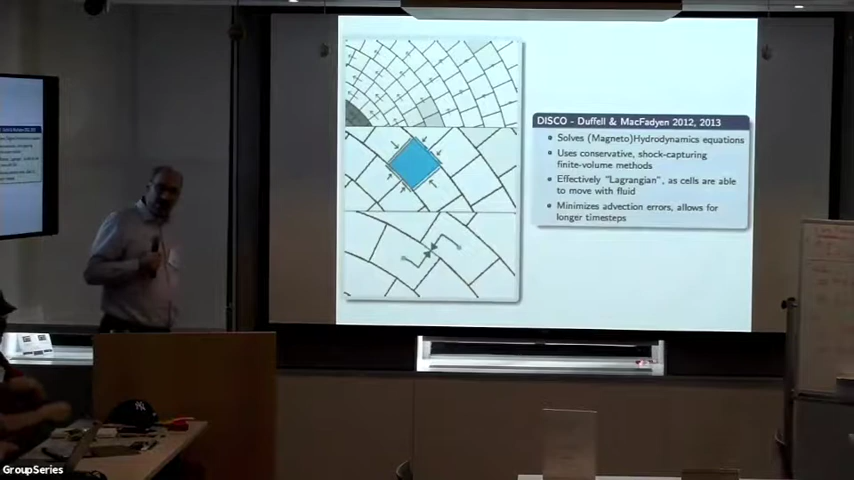 DISCO - Duffell & MacFadyen 2012, 2013
• Solves (Magneto)Hydrodynamics equations
• Uses conservative, shock-capturing
finite-volume methods
• Effectively "Lagrangian", as cells are able
to move with fluid
• Minimizes advection errors, allows for
longer timesteps
GroupSeries